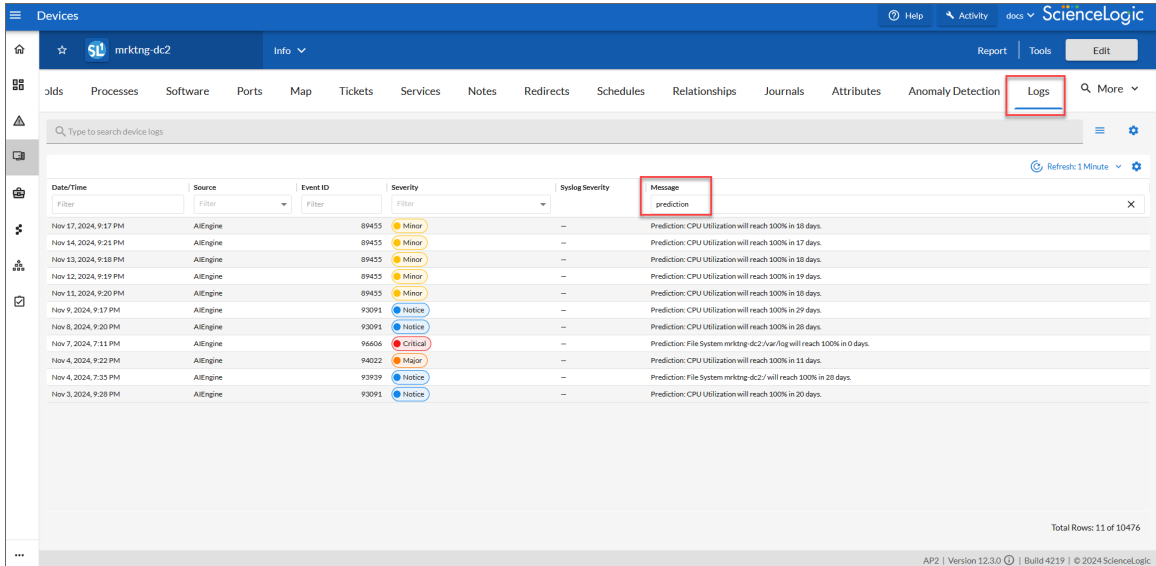 Devices
Help Activity docs ScienceLogic
SL1 mrktng-dc2 Info Report Tools Edit
olds Processes Software Ports Map Tickets Services Notes Redirects Schedules Relationships Journals Attributes Anomaly Detection Logs More
Type to search device logs
Refresh: 1 Minute
Date/Time Source Event ID Severity Syslog Severity Message
Filter Filter Filter Filter prediction
Nov 17, 2024, 9:17 PM AIEngine 89455 Minor — Prediction: CPU Utilization will reach 100% in 18 days.
Nov 14, 2024, 9:21 PM AIEngine 89455 Minor — Prediction: CPU Utilization will reach 100% in 17 days.
Nov 13, 2024, 9:18 PM AIEngine 89455 Minor — Prediction: CPU Utilization will reach 100% in 18 days.
Nov 12, 2024, 9:19 PM AIEngine 89455 Minor — Prediction: CPU Utilization will reach 100% in 19 days.
Nov 11, 2024, 9:20 PM AIEngine 89455 Minor — Prediction: CPU Utilization will reach 100% in 18 days.
Nov 9, 2024, 9:17 PM AIEngine 93091 Notice — Prediction: CPU Utilization will reach 100% in 29 days.
Nov 8, 2024, 9:20 PM AIEngine 93091 Notice — Prediction: CPU Utilization will reach 100% in 28 days.
Nov 7, 2024, 7:11 PM AIEngine 96606 Critical — Prediction: File System mrktng-dc2:/var/log will reach 100% in 0 days.
Nov 4, 2024, 9:22 PM AIEngine 94022 Major — Prediction: CPU Utilization will reach 100% in 11 days.
Nov 4, 2024, 7:35 PM AIEngine 93939 Notice — Prediction: File System mrktng-dc2:/ will reach 100% in 28 days.
Nov 3, 2024, 9:28 PM AIEngine 93091 Notice — Prediction: CPU Utilization will reach 100% in 20 days.
Total Rows: 11 of 10476
AP2 | Version 12.3.0 | Build 4219 | © 2024 ScienceLogic